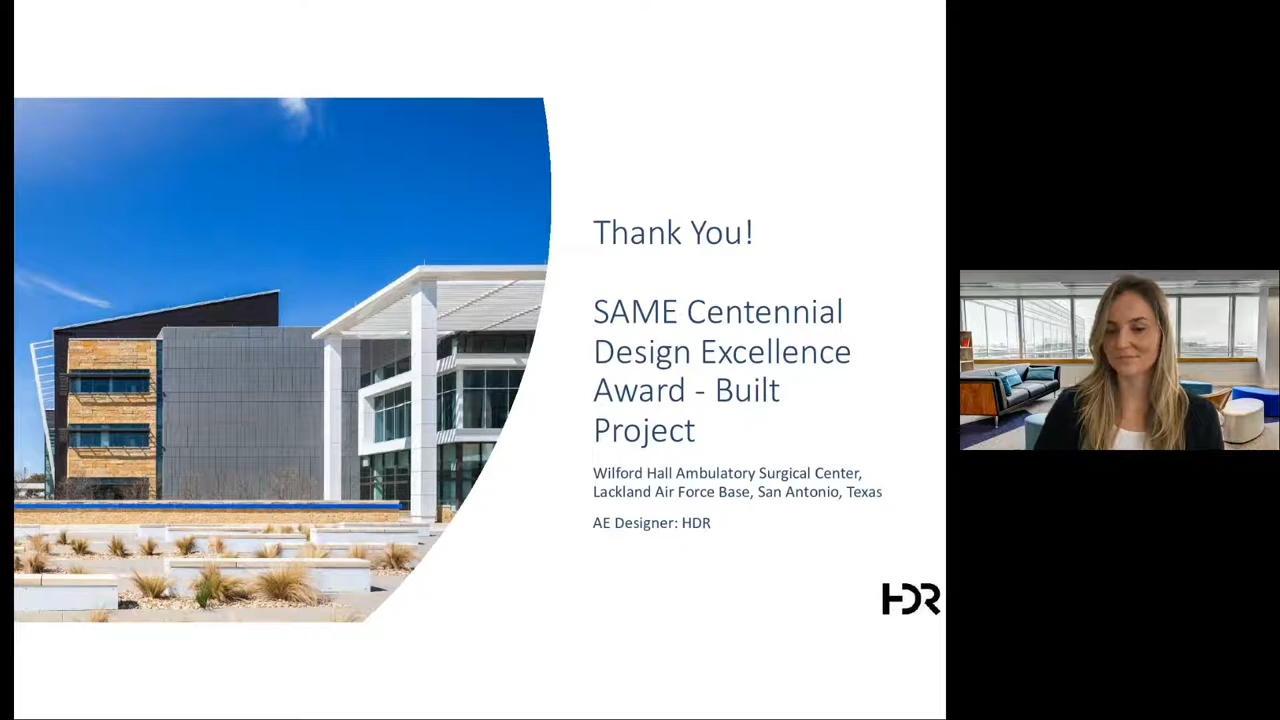 Thank You!
SAME Centennial
Design Excellence
Award - Built
Project
Wilford Hall Ambulatory Surgical Center,
Lackland Air Force Base, San Antonio, Texas
AE Designer: HDR
HDR